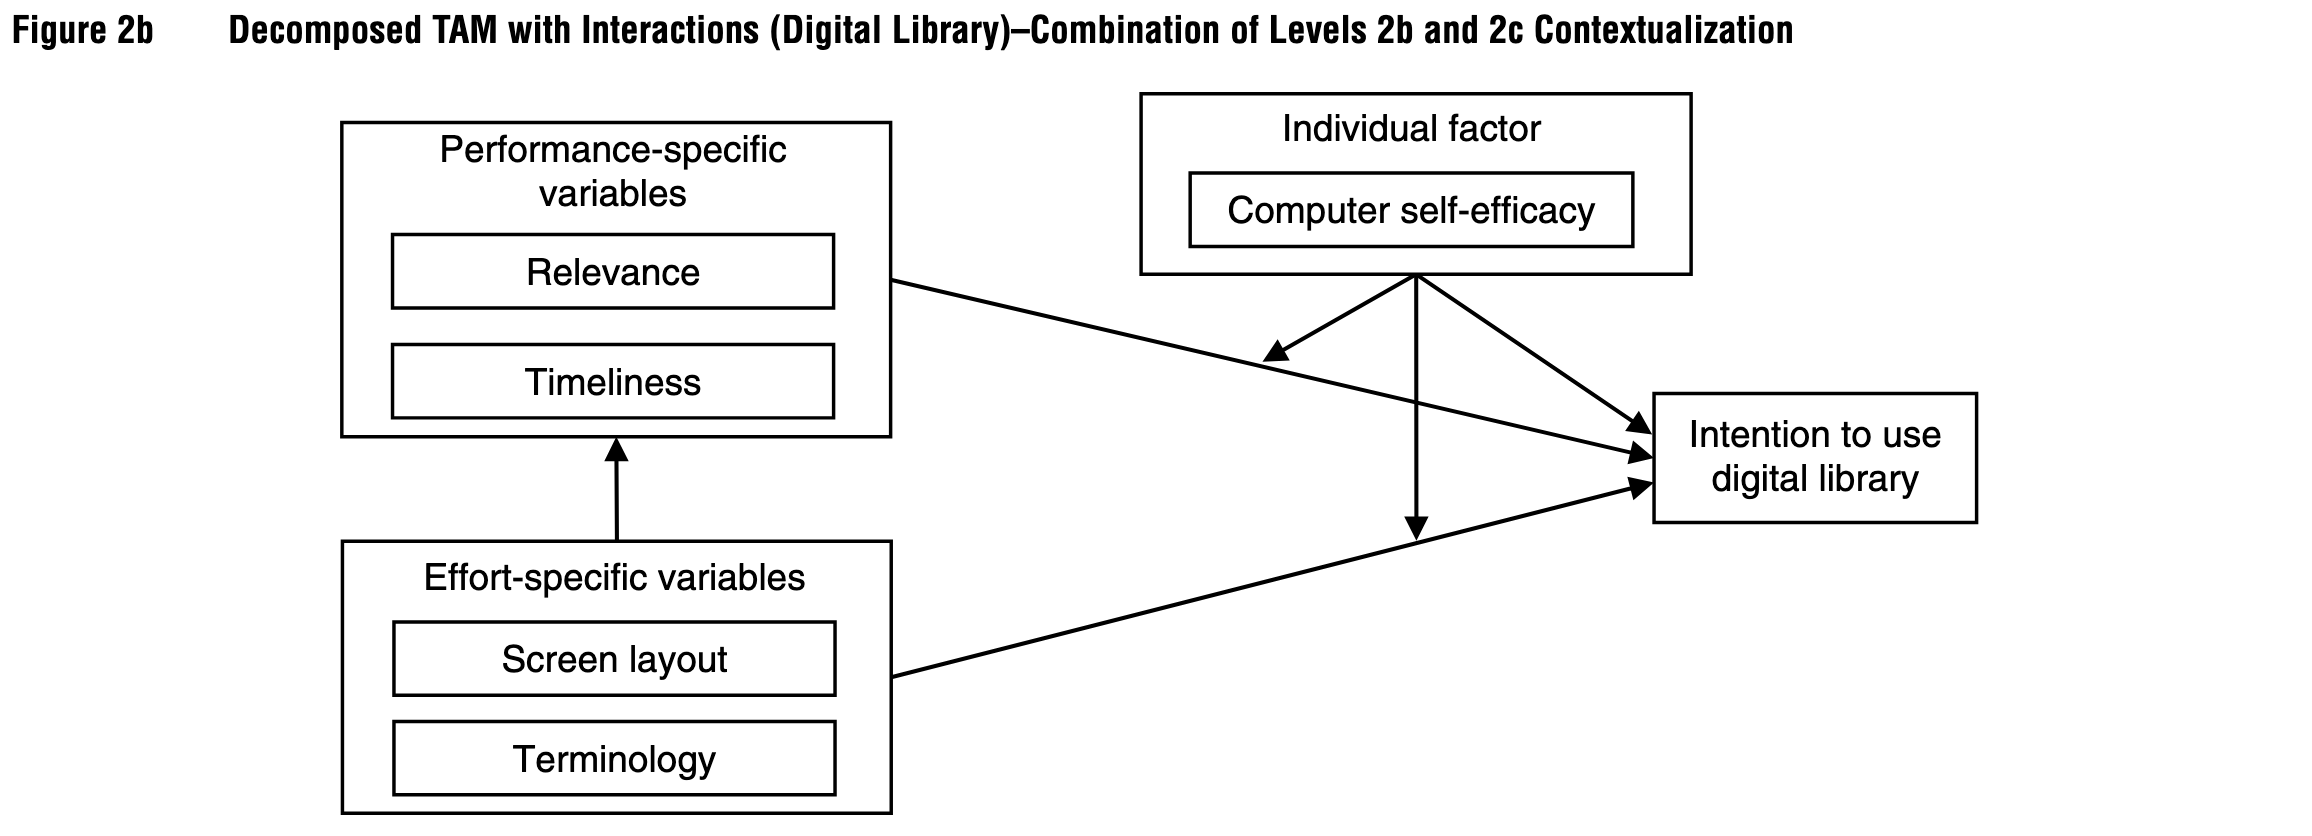 Figure 2b Decomposed TAM with Interactions (Digital Library)–Combination of Levels 2b and 2c Contextualization
Performance-specific
variables
Relevance
Timeliness
Individual factor
Computer self-efficacy
Intention to use
digital library
Effort-specific variables
Screen layout
Terminology